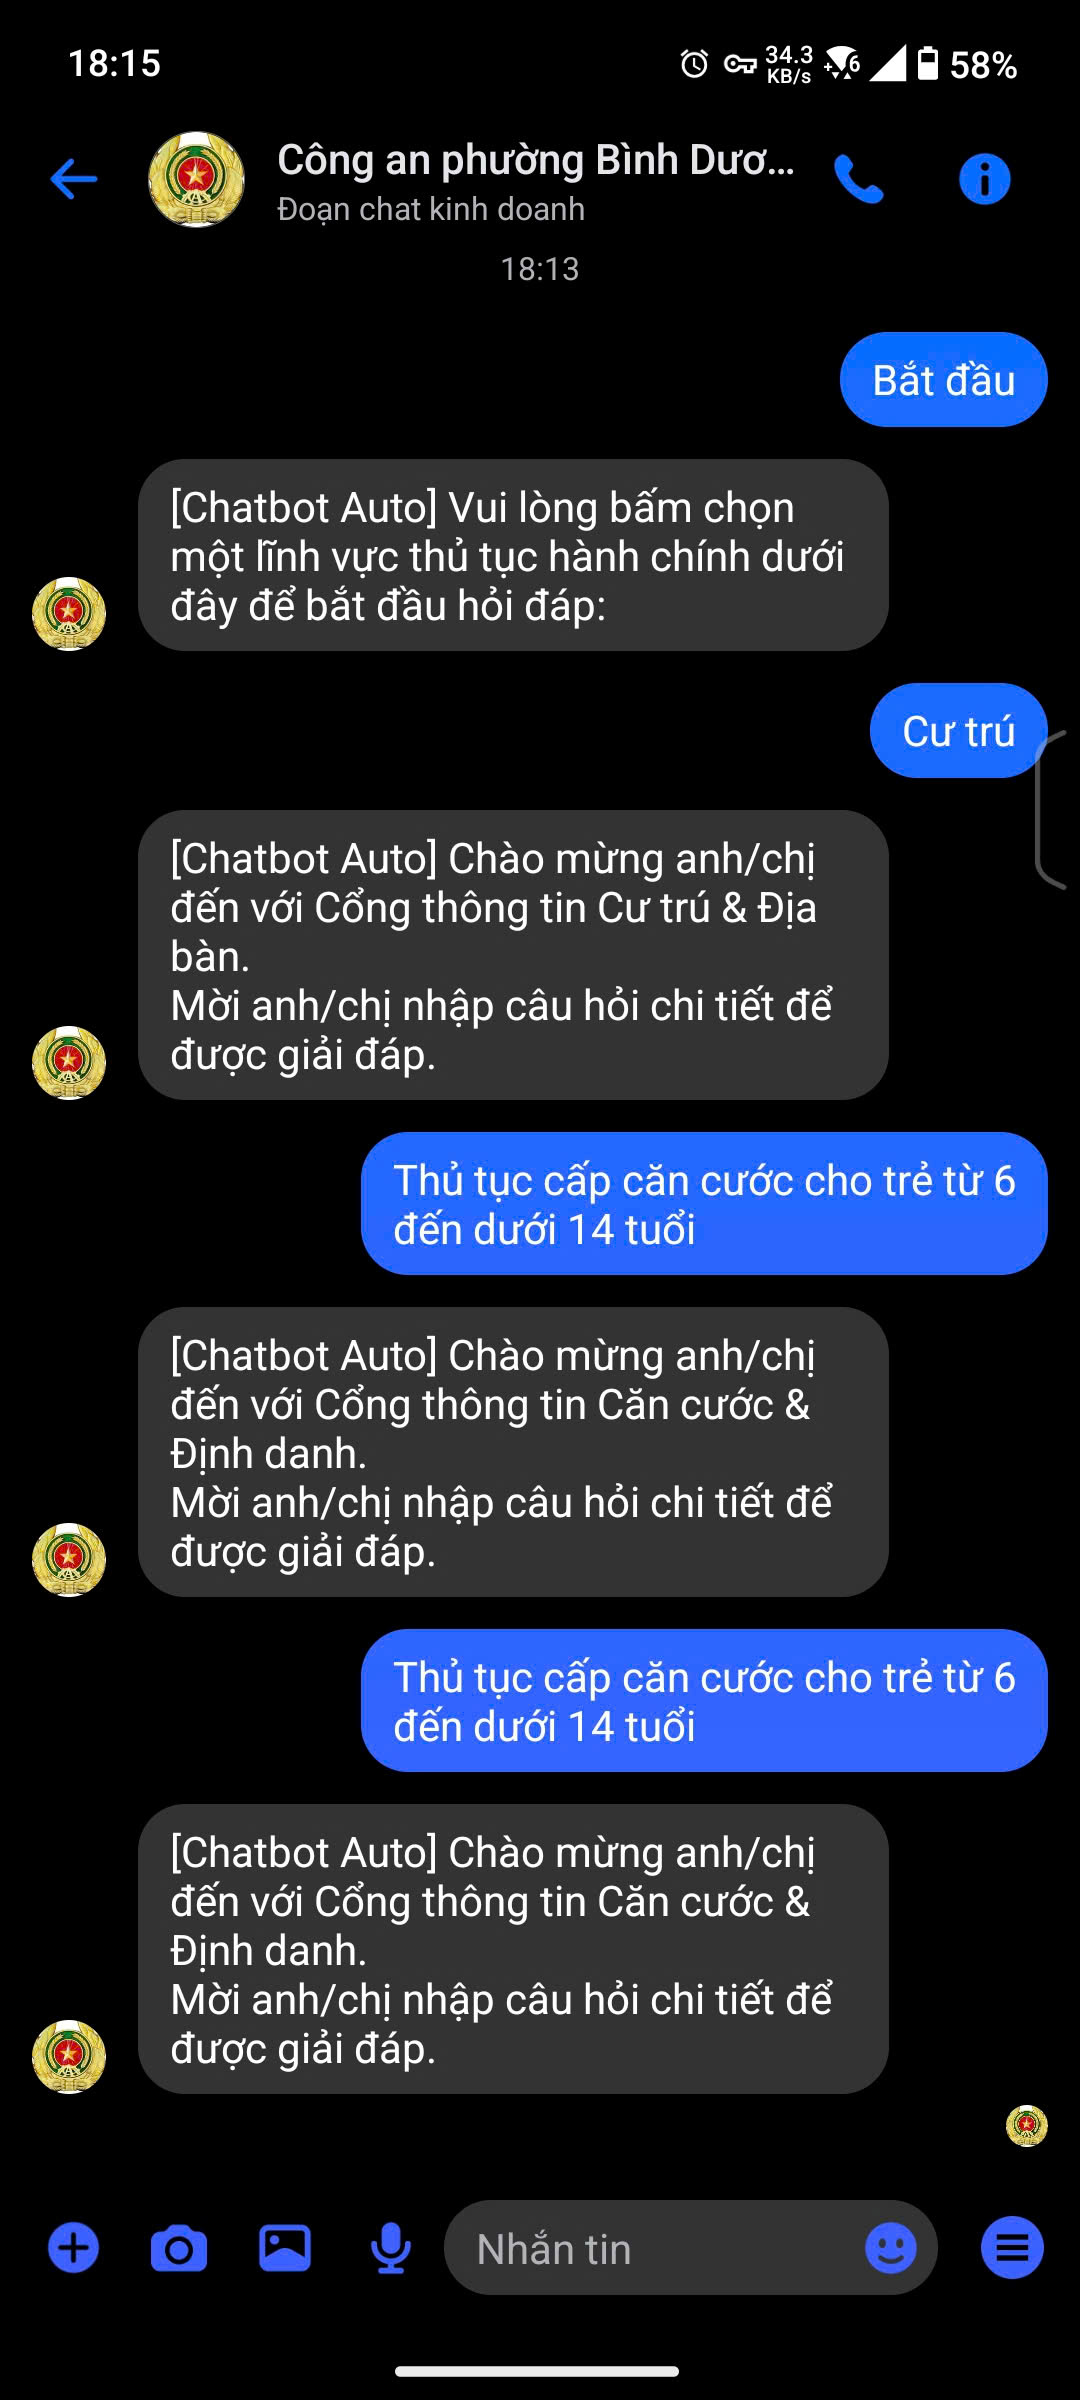 18:15
34.3
KB/s
6
58%
Công an phường Bình Dươ...
Đoạn chat kinh doanh
18:13
Bắt đầu
[Chatbot Auto] Vui lòng bấm chọn
một lĩnh vực thủ tục hành chính dưới
đây để bắt đầu hỏi đáp:
Cư trú
[Chatbot Auto] Chào mừng anh/chị
đến với Cổng thông tin Cư trú & Địa
bàn.
Mời anh/chị nhập câu hỏi chi tiết để
được giải đáp.
Thủ tục cấp căn cước cho trẻ từ 6
đến dưới 14 tuổi
[Chatbot Auto] Chào mừng anh/chị
đến với Cổng thông tin Căn cước &
Định danh.
Mời anh/chị nhập câu hỏi chi tiết để
được giải đáp.
Thủ tục cấp căn cước cho trẻ từ 6
đến dưới 14 tuổi
[Chatbot Auto] Chào mừng anh/chị
đến với Cổng thông tin Căn cước &
Định danh.
Mời anh/chị nhập câu hỏi chi tiết để
được giải đáp.
Nhắn tin